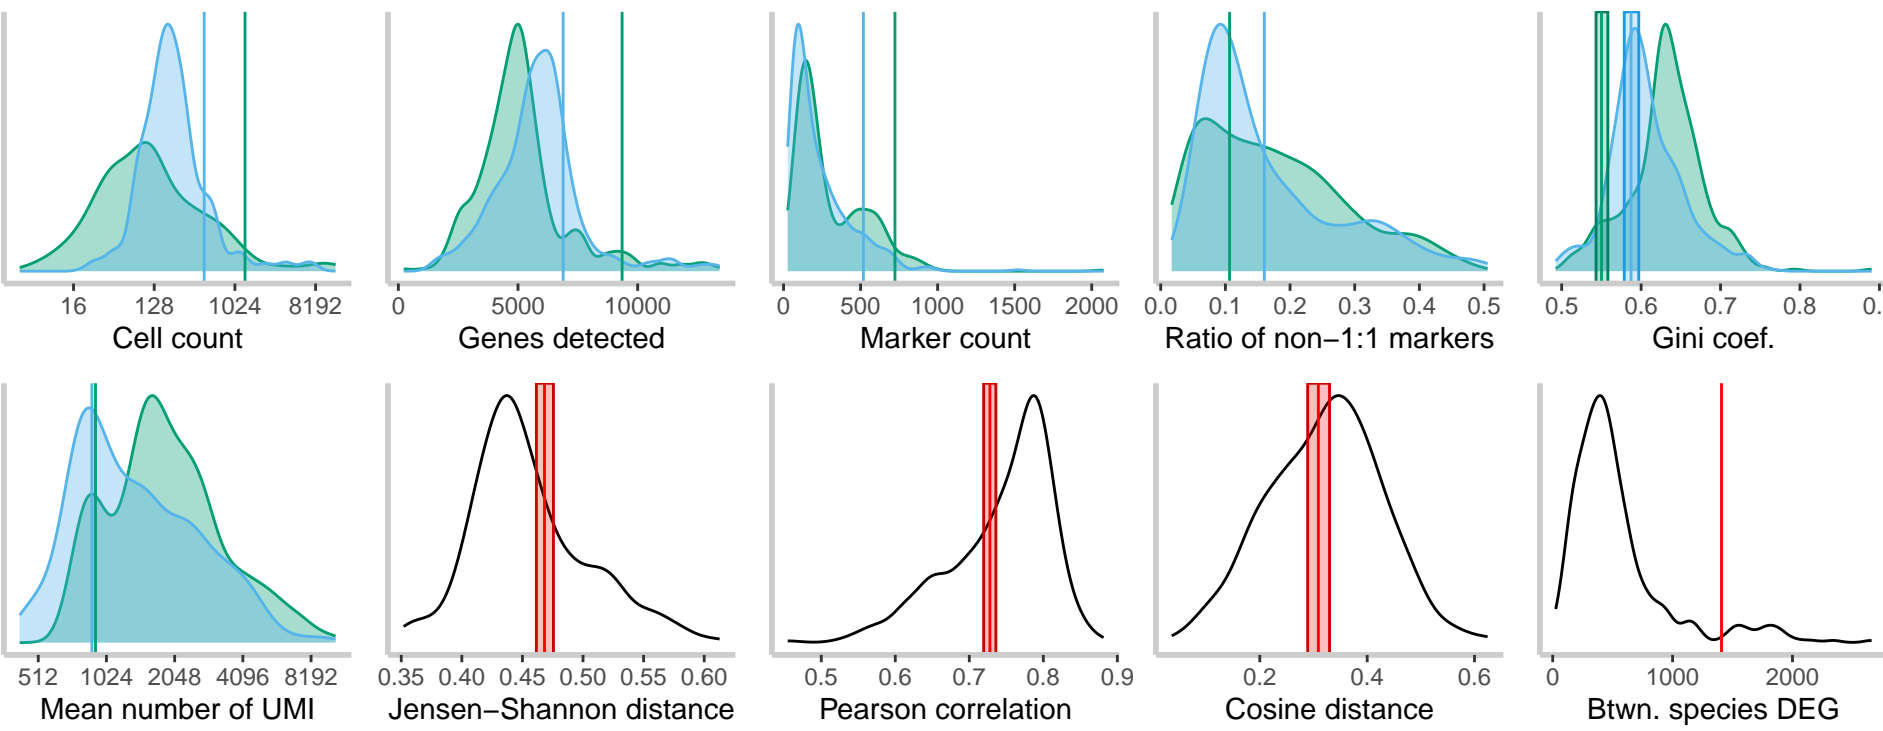 16 128 1024 8192
Cell count
0 5000 10000
Genes detected
0 500 1000 1500 2000
Marker count
0.0 0.1 0.2 0.3 0.4 0.5
Ratio of non−1:1 markers
0.5 0.6 0.7 0.8 0.
Gini coef.
512 1024 2048 4096 8192
Mean number of UMI
0.35 0.40 0.45 0.50 0.55 0.60
Jensen−Shannon distance
0.5 0.6 0.7 0.8 0.9
Pearson correlation
0.2 0.4 0.6
Cosine distance
0 1000 2000
Btwn. species DEG